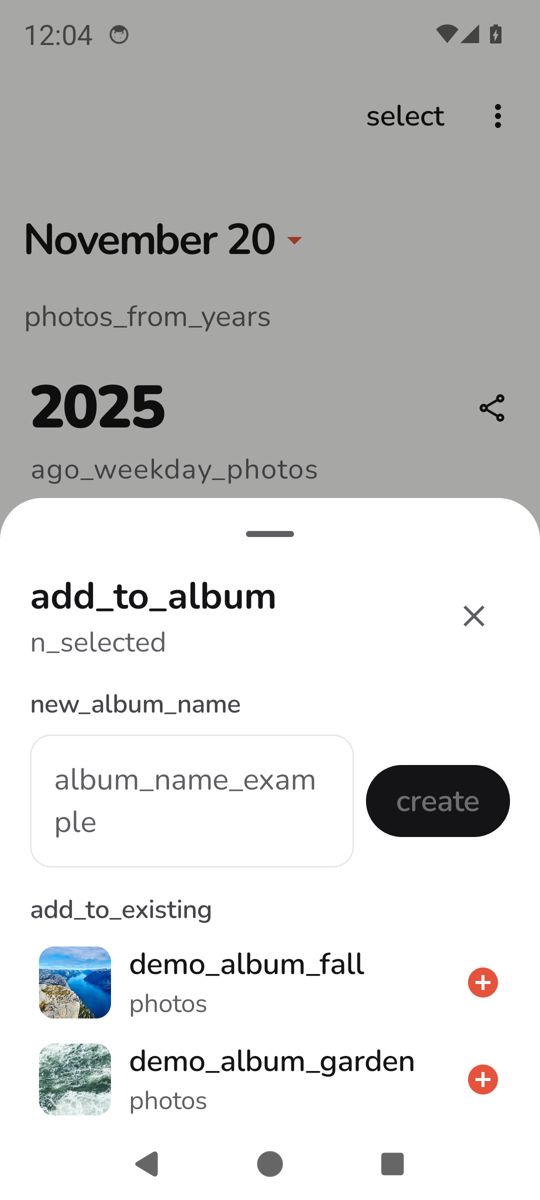 12:04
select
November 20
photos_from_years
2025
ago_weekday_photos
add_to_album
n_selected
new_album_name
album_name_exam
ple
create
add_to_existing
demo_album_fall
photos
demo_album_garden
photos